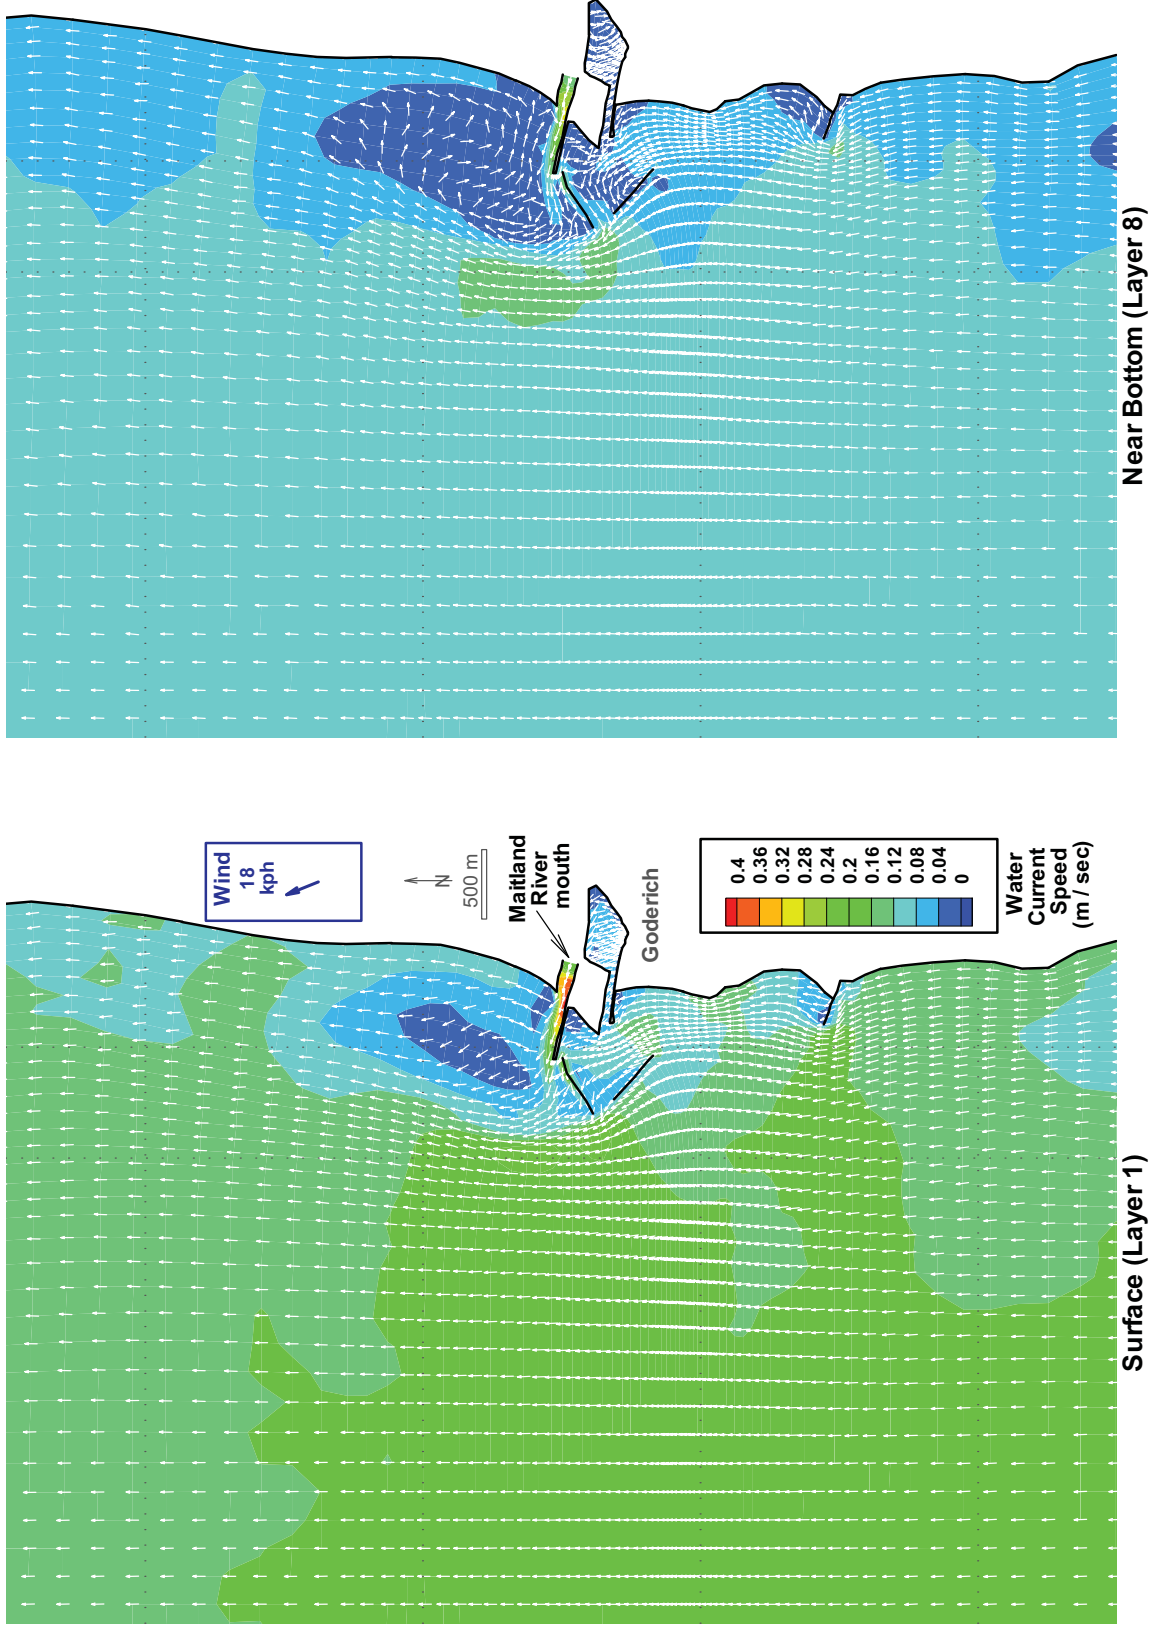 Near Bottom (Layer 8)
Wind
18
kph
N
500 m
Maitland
River
mouth
Goderich
0.4
0.36
0.32
0.28
0.24
0.2
0.16
0.12
0.08
0.04
0
Water
Current
Speed
(m / sec)
Surface (Layer 1)